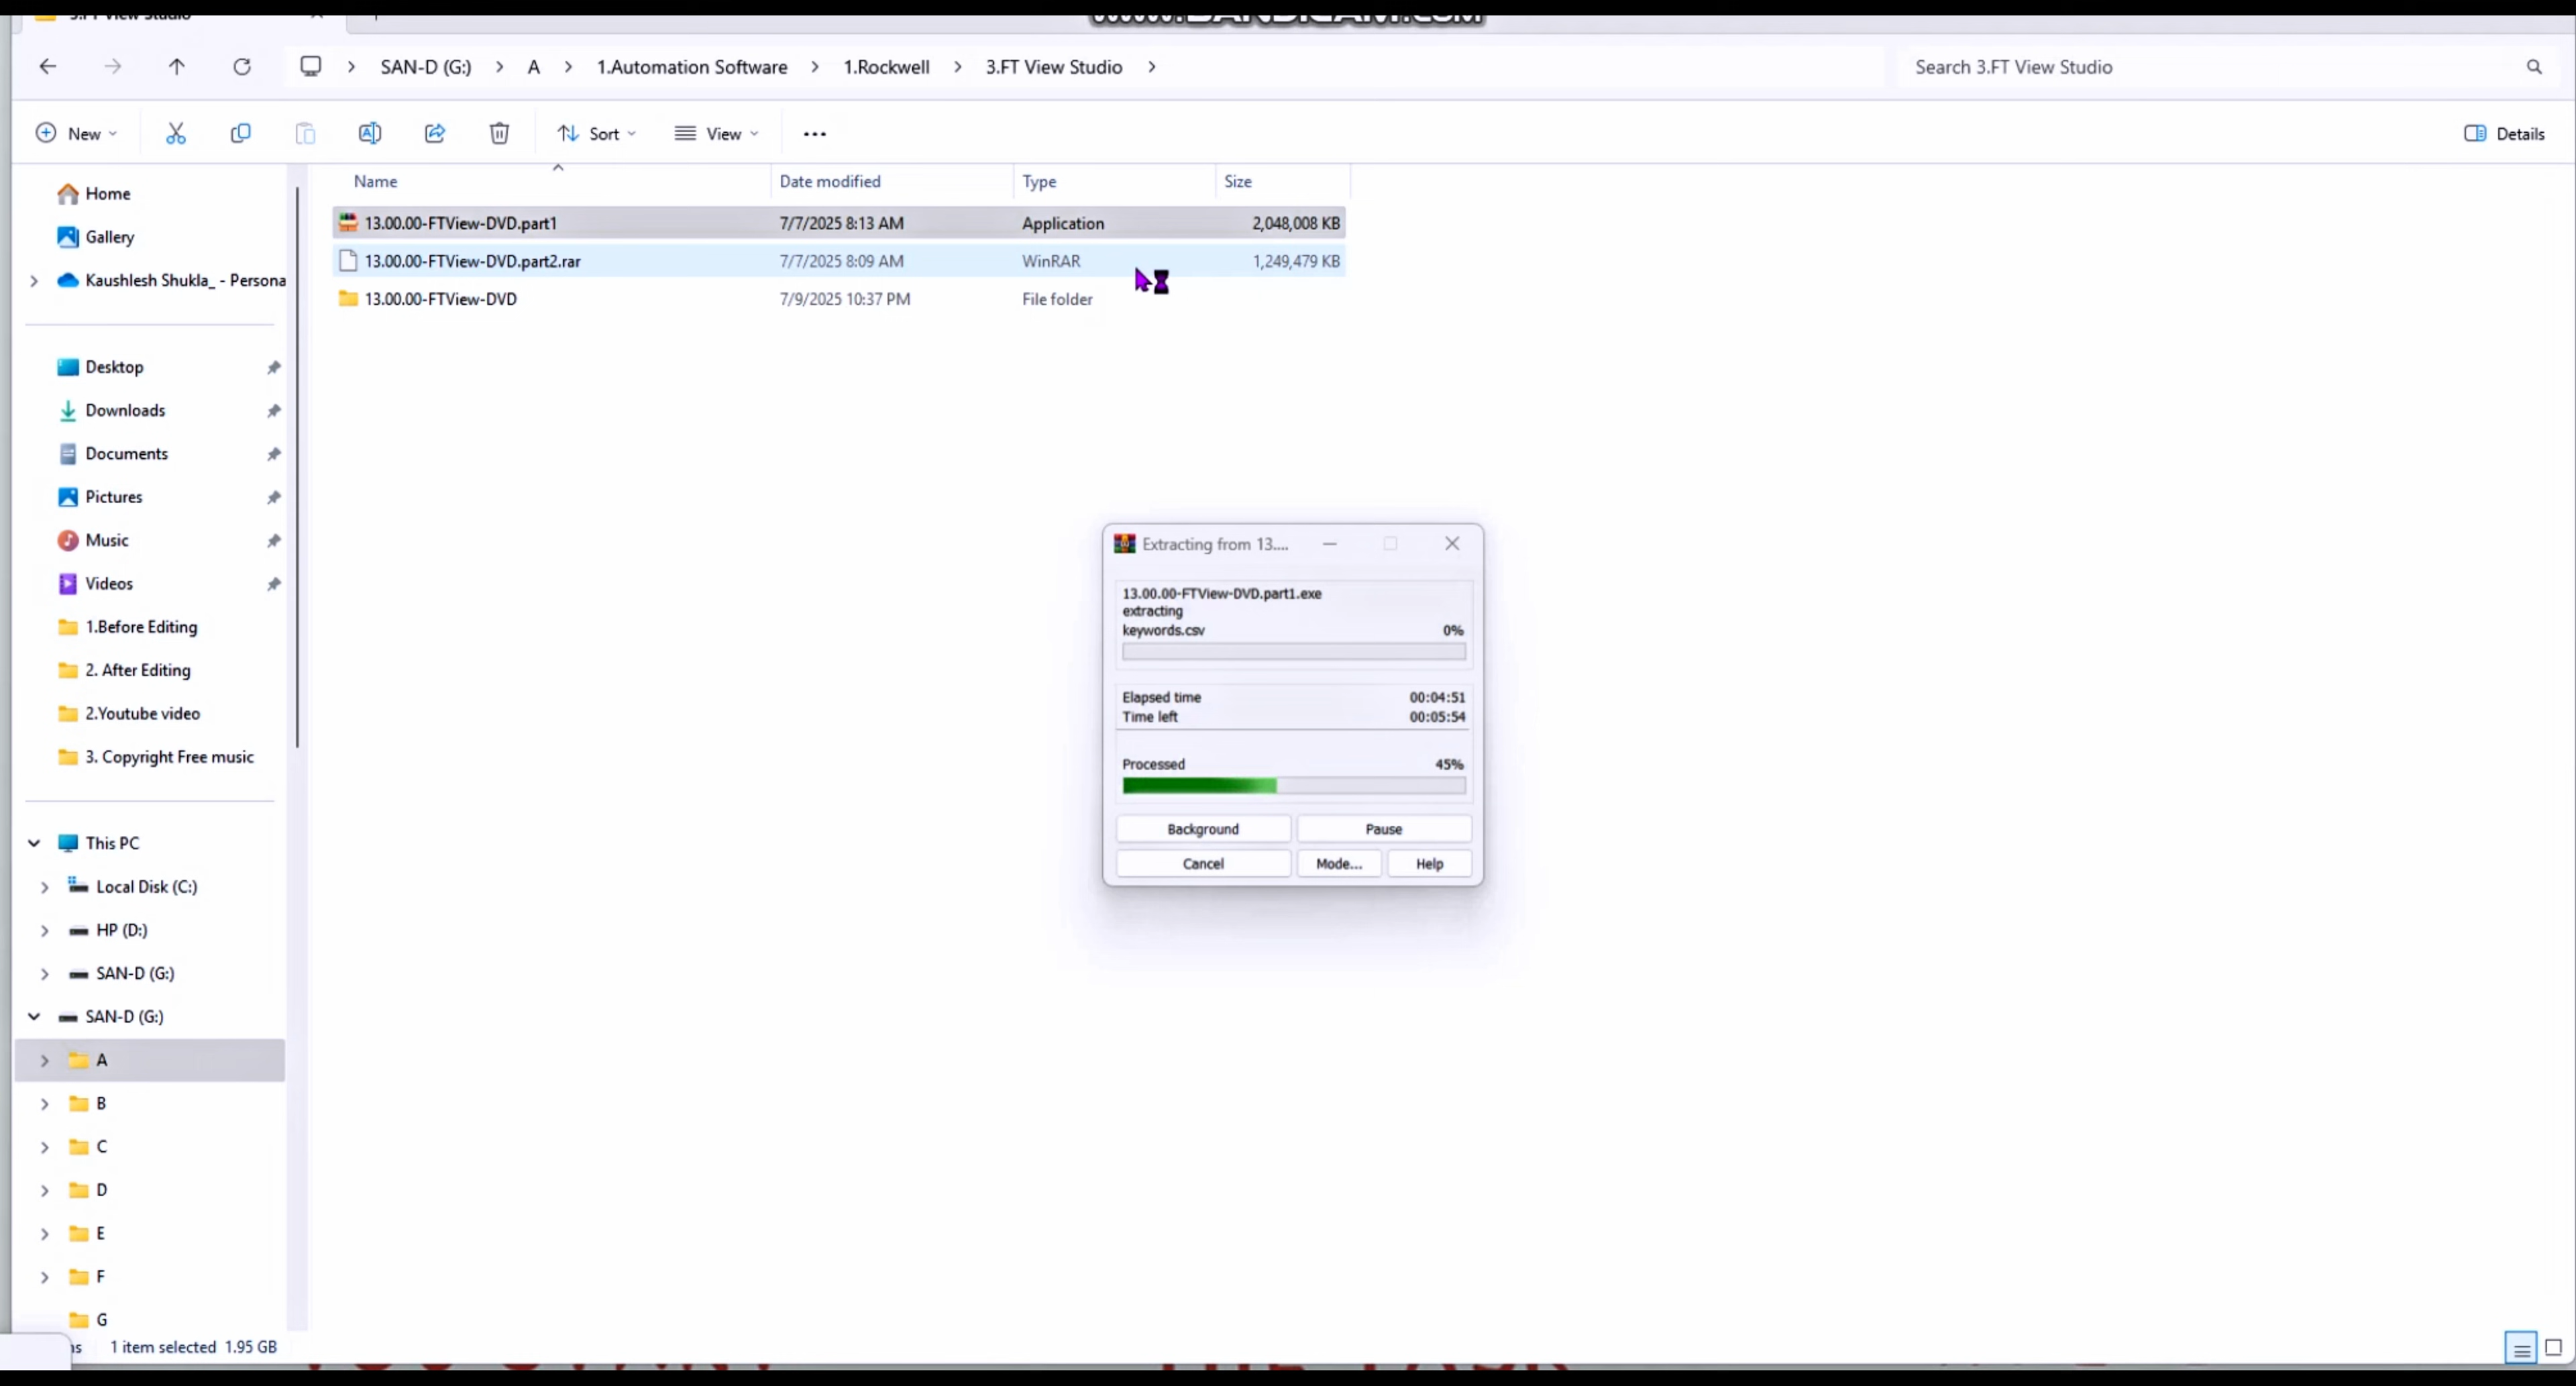 3.FT View Studio
www.BANDICAM.com
SAN-D (G:) > A > 1.Automation Software > 1.Rockwell > 3.FT View Studio >
Search 3.FT View Studio
New
Sort
View
Details
Name Date modified Type Size
13.00.00-FTView-DVD.part1 7/7/2025 8:13 AM Application 2,048,008 KB
13.00.00-FTView-DVD.part2.rar 7/7/2025 8:09 AM WinRAR 1,249,479 KB
13.00.00-FTView-DVD 7/9/2025 10:37 PM File folder
Home
Gallery
Kaushlesh Shukla_ - Persona
Desktop
Downloads
Documents
Pictures
Music
Videos
1.Before Editing
2. After Editing
2.Youtube video
3. Copyright Free music
This PC
Local Disk (C:)
HP (D:)
SAN-D (G:)
SAN-D (G:)
A
B
C
D
E
F
G
1 item selected 1.95 GB
Extracting from 13....
13.00.00-FTView-DVD.part1.exe
extracting
keywords.csv 0%
Elapsed time 00:04:51
Time left 00:05:54
Processed 45%
Background Pause
Cancel Mode... Help